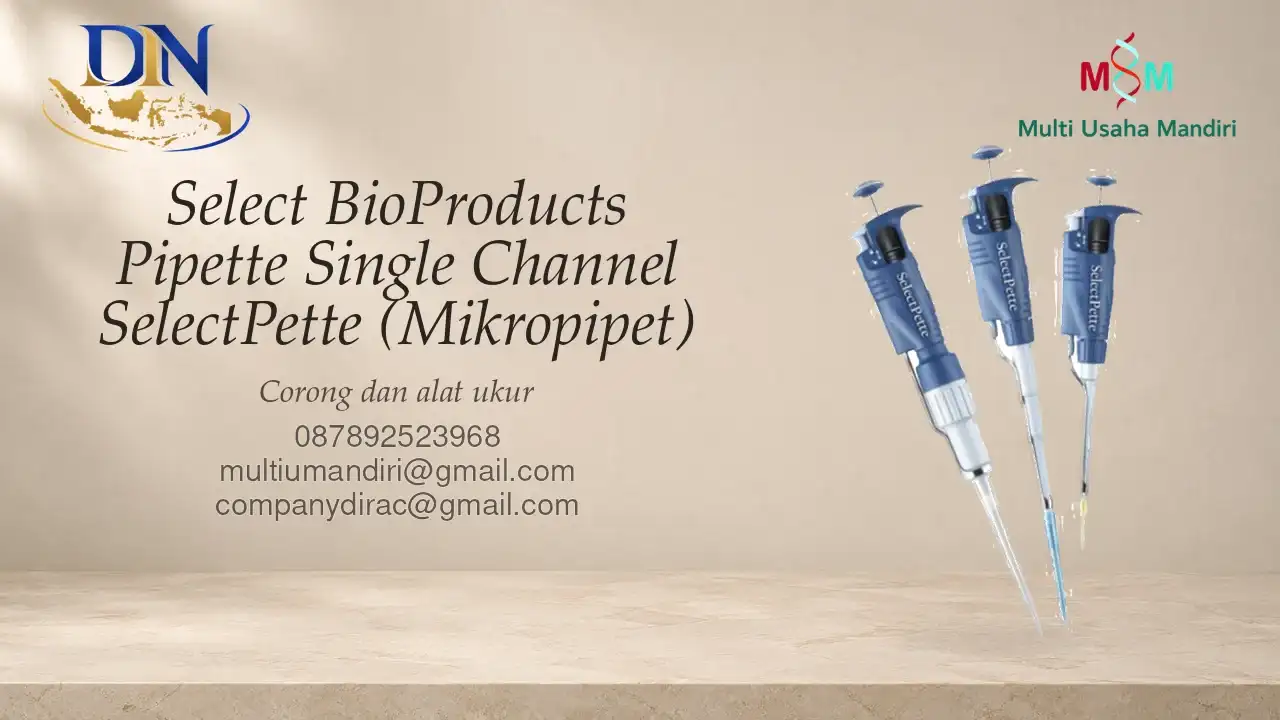 DIN
MSM
Multi Usaha Mandiri
Select BioProducts
Pipette Single Channel
SelectPette (Mikropipet)
Corong dan alat ukur
087892523968
multiumandiri@gmail.com
companydirac@gmail.com
SelectPette
SelectPette
SelectPette